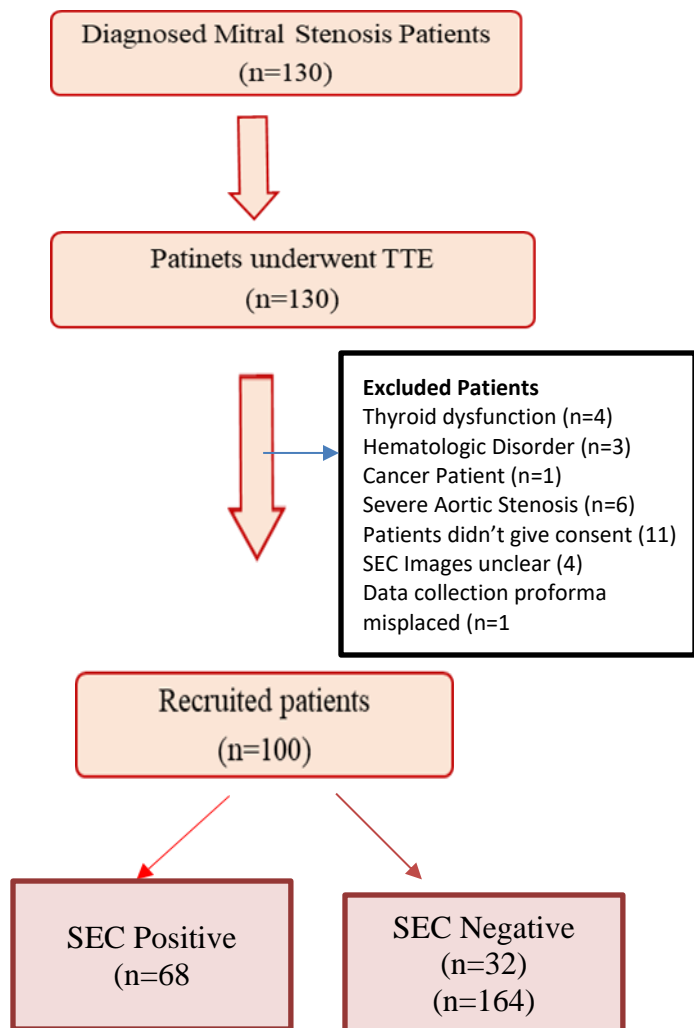 Diagnosed Mitral Stenosis Patients
(n=130)
Patinets underwent TTE
(n=130)
Excluded Patients
Thyroid dysfunction (n=4)
Hematologic Disorder (n=3)
Cancer Patient (n=1)
Severe Aortic Stenosis (n=6)
Patients didn’t give consent (11)
SEC Images unclear (4)
Data collection proforma
misplaced (n=1
Recruited patients
(n=100)
SEC Positive
(n=68
SEC Negative
(n=32)
(n=164)